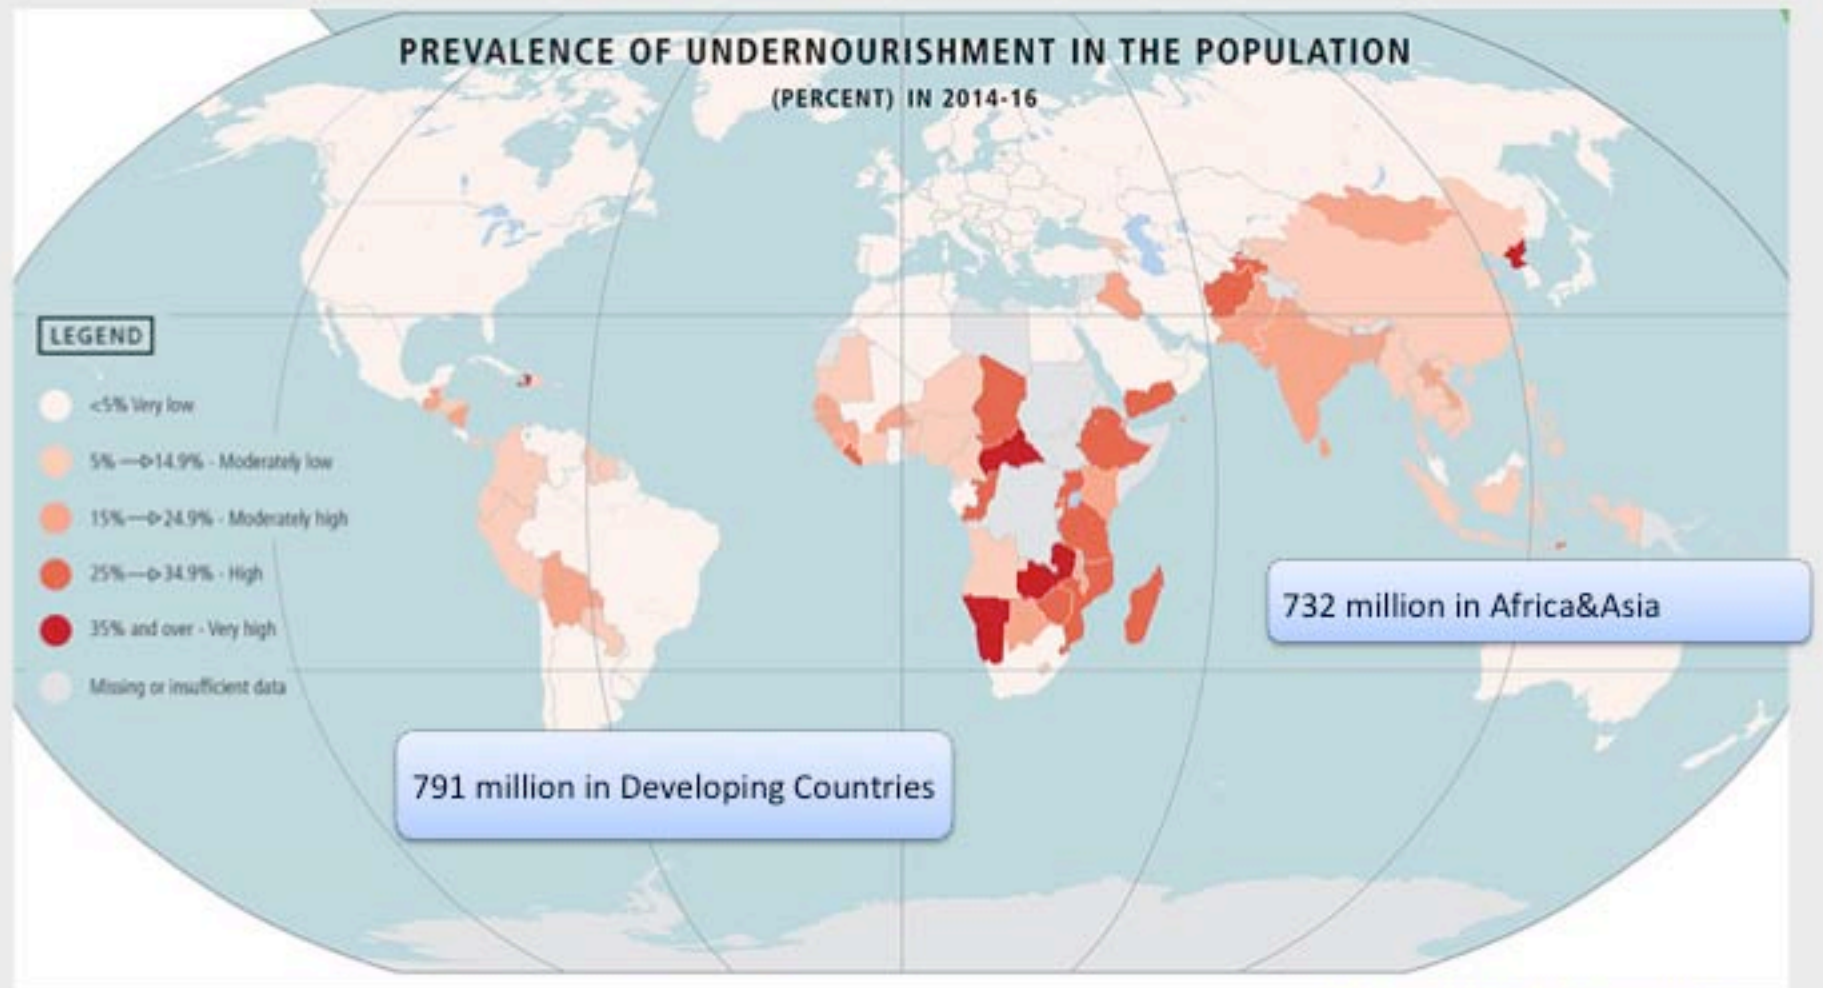 PREVALENCE OF UNDERNOURISHMENT IN THE POPULATION
(PERCENT) IN 2014-16
LEGEND
<5% Very low
5% —▷14.9% - Moderately low
15%—▷24.9% - Moderately high
25%—▷34.9% - High
35% and over - Very high
Missing or insufficient data
732 million in Africa&Asia
791 million in Developing Countries